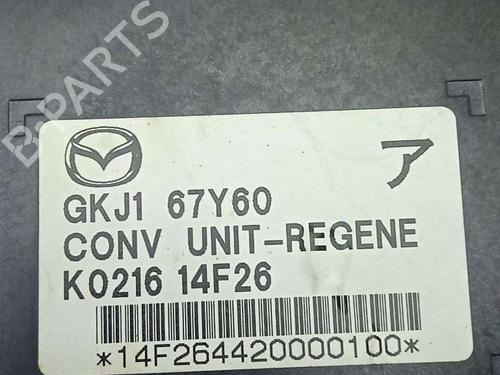 B-PARTS
ア
GKJ1 67Y60
CONV UNIT-REGENE
K0216 14F26
*14F264420000100*